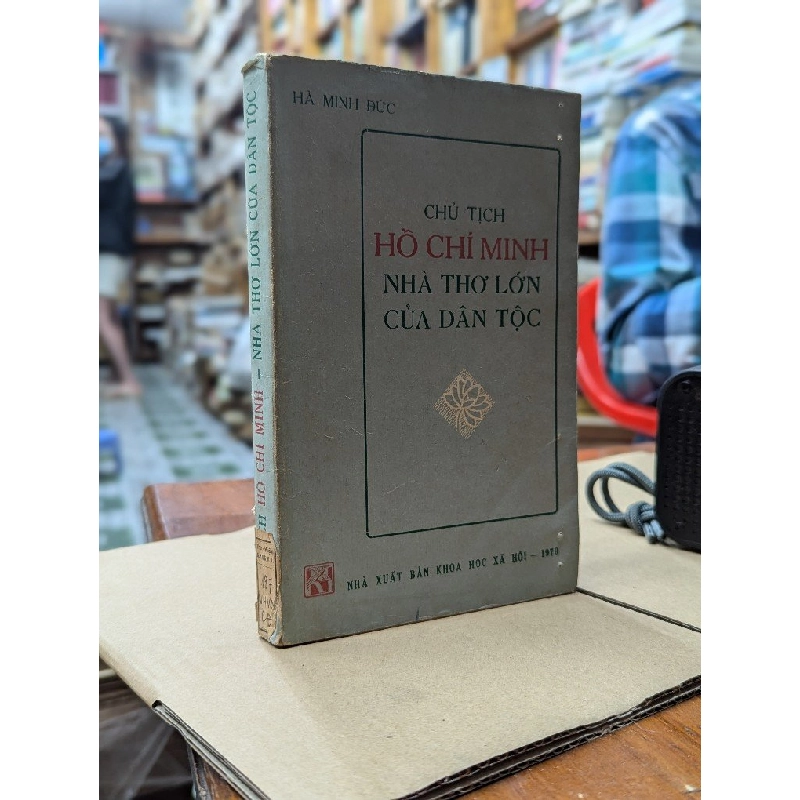 HÀ MINH ĐỨC
CHỦ TỊCH
HỒ CHÍ MINH
NHÀ THƠ LỚN
CỦA DÂN TỘC
NHÀ XUẤT BẢN KHOA HỌC XÃ HỘI —
HỒ CHÍ MINH — NHÀ THƠ LỚN CỦA DÂN TỘC